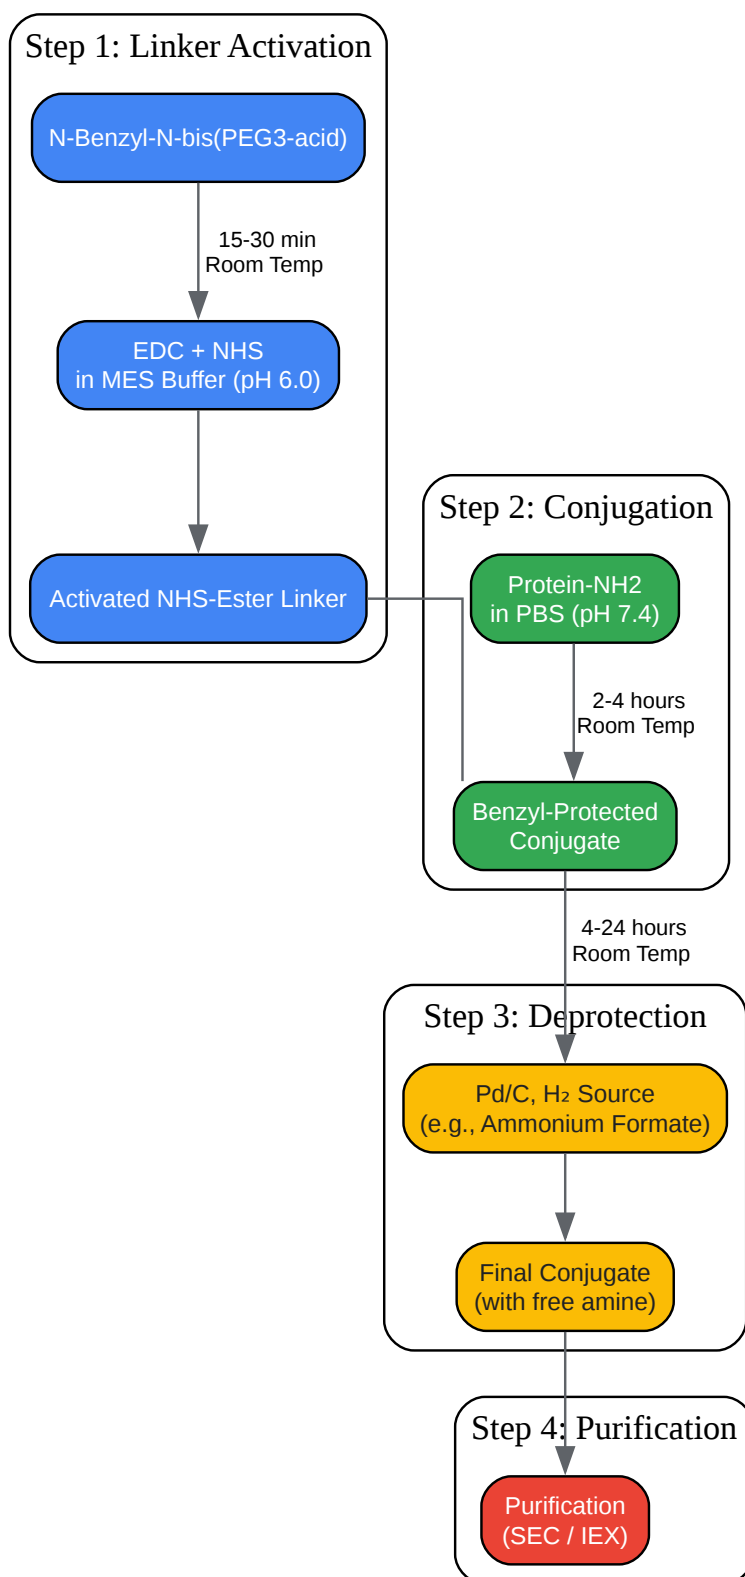 Step 1: Linker Activation
N-Benzyl-N-bis(PEG3-acid)
15-30 min
Room Temp
EDC + NHS
in MES Buffer (pH 6.0)
Activated NHS-Ester Linker
Step 2: Conjugation
Protein-NH2
in PBS (pH 7.4)
2-4 hours
Room Temp
Benzyl-Protected
Conjugate
4-24 hours
Room Temp
Step 3: Deprotection
Pd/C, H₂ Source
(e.g., Ammonium Formate)
Final Conjugate
(with free amine)
Step 4: Purification
Purification
(SEC / IEX)